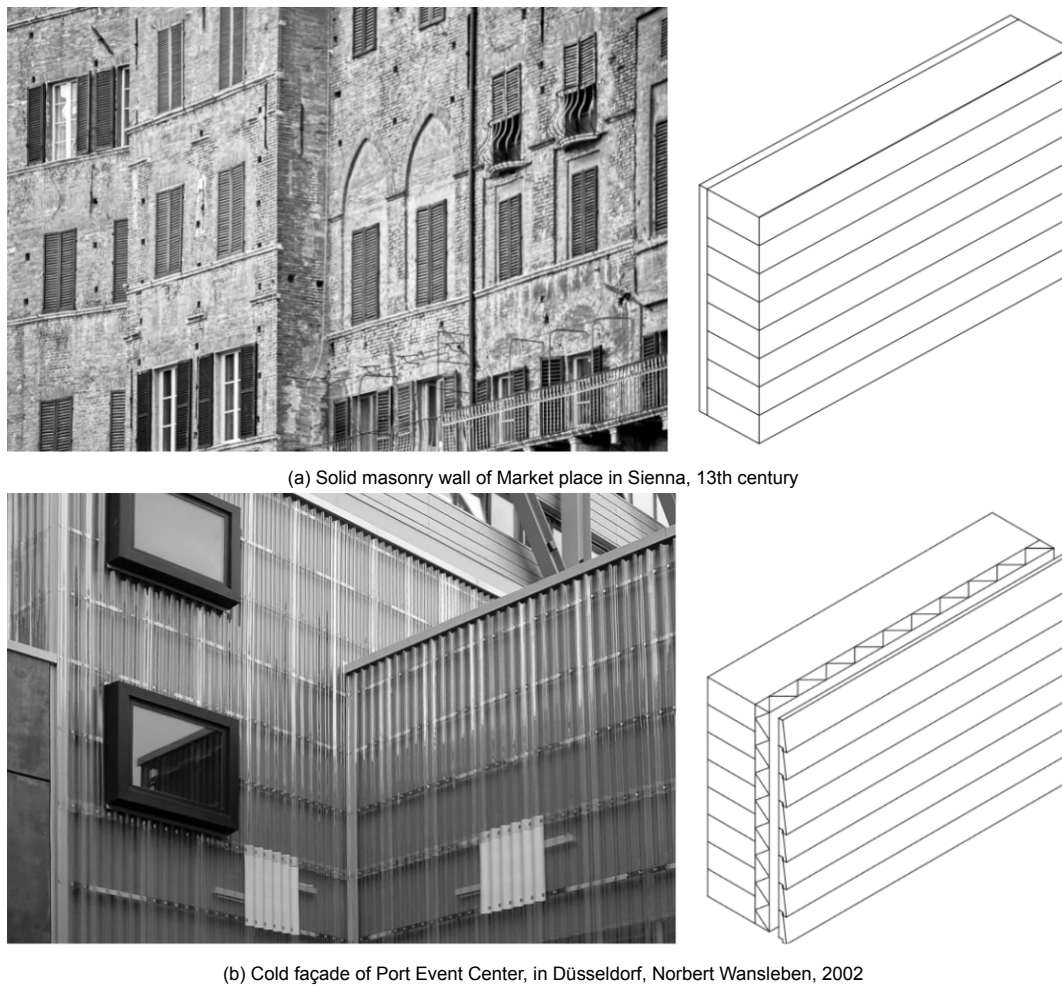 (a) Solid masonry wall of Market place in Sienna, 13th century
(b) Cold façade of Port Event Center, in Düsseldorf, Norbert Wansleben, 2002